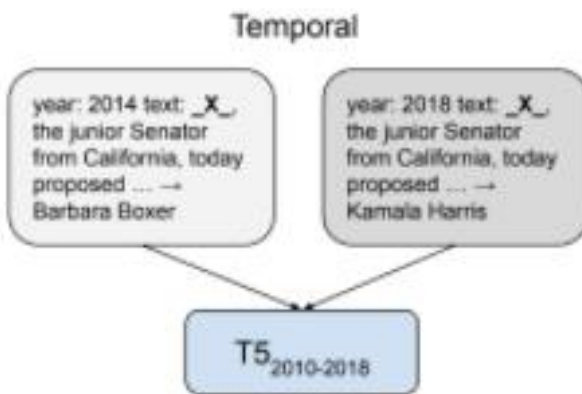 Temporal
year: 2014 text: _X_,
the junior Senator
from California, today
proposed ... →
Barbara Boxer
year: 2018 text: _X_,
the junior Senator
from California, today
proposed ... →
Kamala Harris
T5 2010-2018